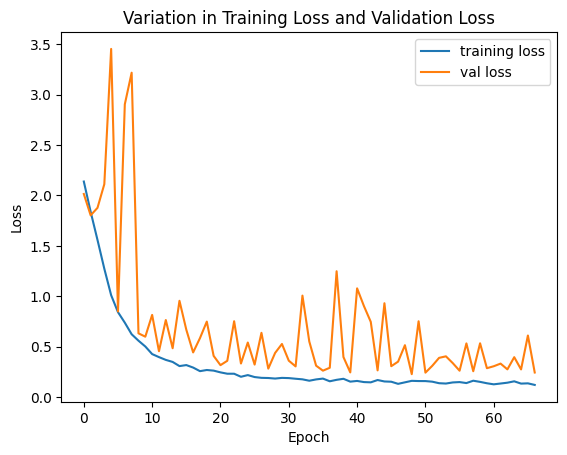 Variation in Training Loss and Validation Loss
training loss
val loss
Loss
3.5
3.0
2.5
2.0
1.5
1.0
0.5
0.0
0 10 20 30 40 50 60
Epoch